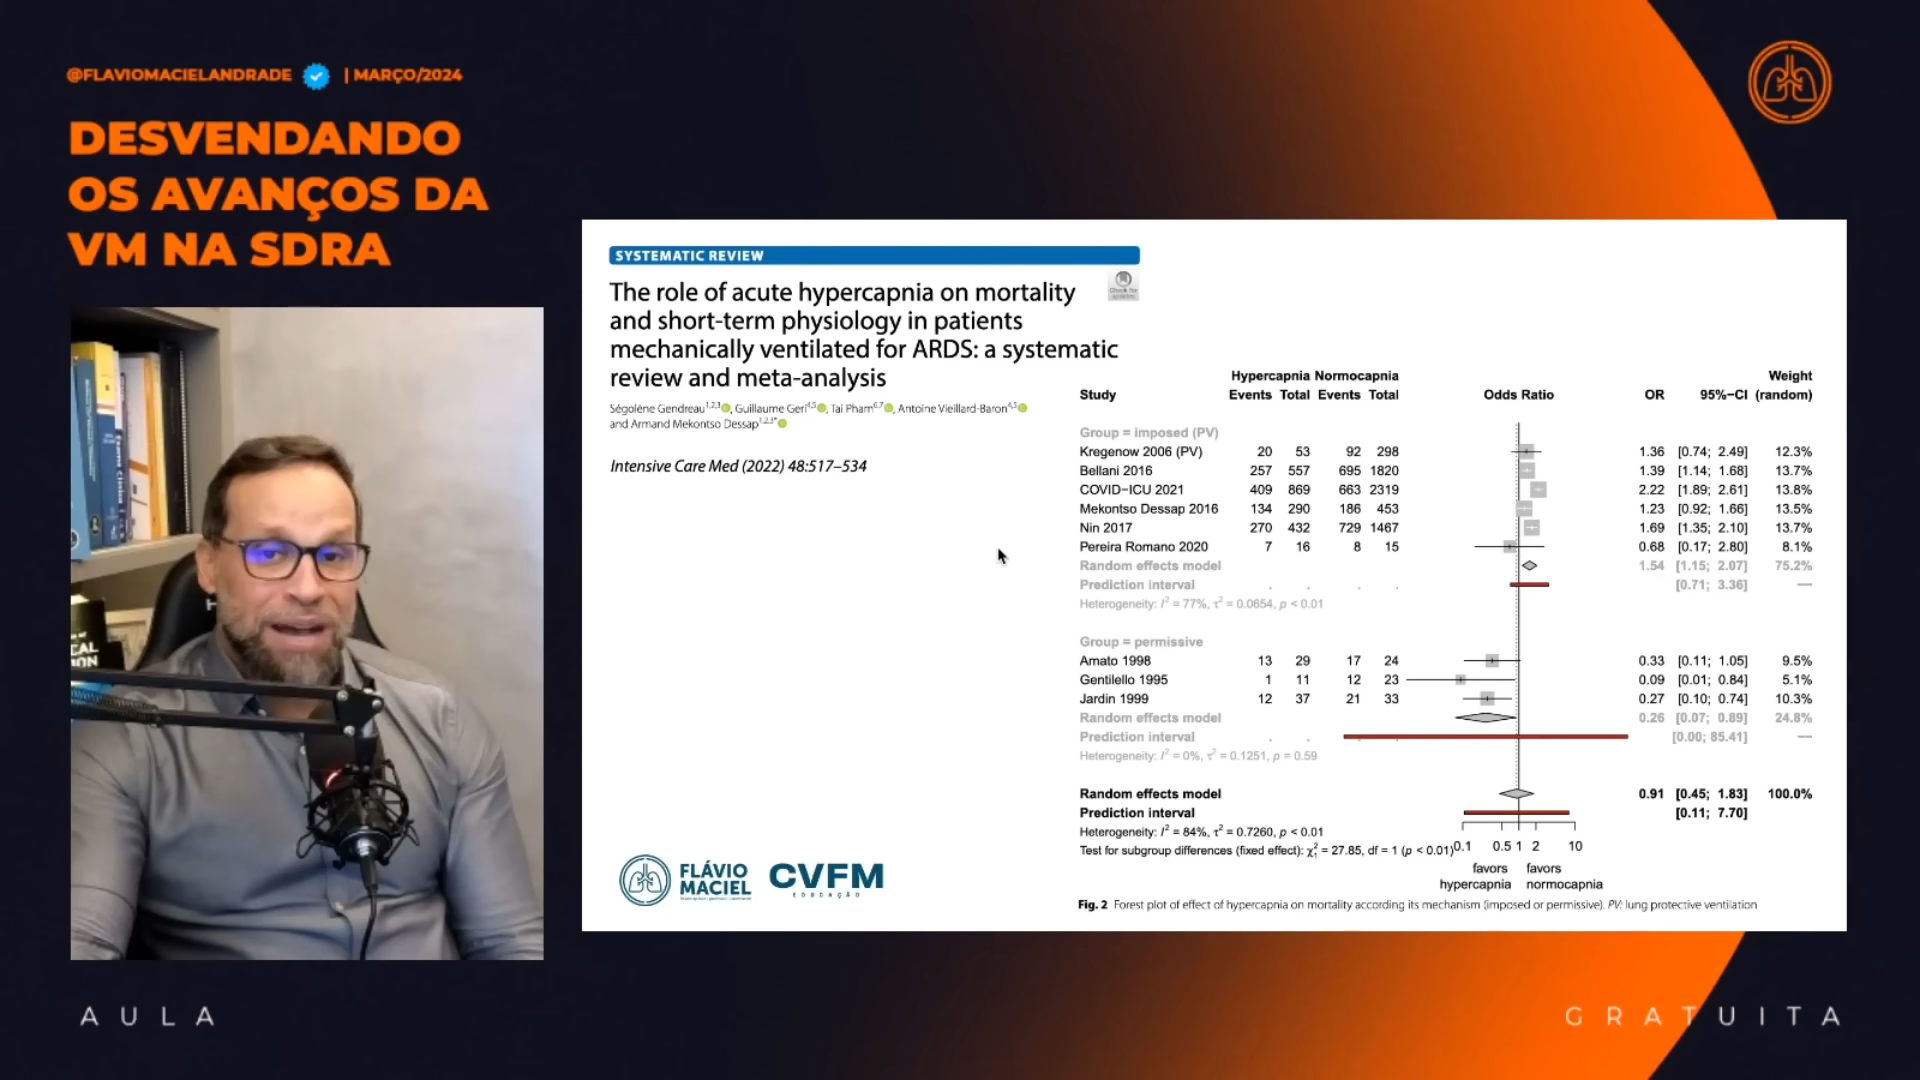 @FLAVIOMACIELANDRADE | MARÇO/2024
DESVENDANDO
OS AVANÇOS DA
VM NA SDRA
SYSTEMATIC REVIEW
The role of acute hypercapnia on mortality
and short-term physiology in patients
mechanically ventilated for ARDS: a systematic
review and meta-analysis
Check for
updates
Ségolène Gendreau1,2,3, Guillaume Geri4,5, Tai Pham6,7, Antoine Vieillard-Baron4,5
and Armand Mekontso Dessap1,2,3*
Intensive Care Med (2022) 48:517–534
Hypercapnia Normocapnia Weight
Study Events Total Events Total Odds Ratio OR 95%−CI (random)
Group = imposed (PV)
Kregenow 2006 (PV) 20 53 92 298 1.36 [0.74; 2.49] 12.3%
Bellani 2016 257 557 695 1820 1.39 [1.14; 1.68] 13.7%
COVID−ICU 2021 409 869 663 2319 2.22 [1.89; 2.61] 13.8%
Mekontso Dessap 2016 134 290 186 453 1.23 [0.92; 1.66] 13.5%
Nin 2017 270 432 729 1467 1.69 [1.35; 2.10] 13.7%
Pereira Romano 2020 7 16 8 15 0.68 [0.17; 2.80] 8.1%
Random effects model 1.54 [1.15; 2.07] 75.2%
Prediction interval . . . . [0.71; 3.36] —
Heterogeneity: I² = 77%, τ² = 0.0654, p < 0.01
Group = permissive
Amato 1998 13 29 17 24 0.33 [0.11; 1.05] 9.5%
Gentilello 1995 1 11 12 23 0.09 [0.01; 0.84] 5.1%
Jardin 1999 12 37 21 33 0.27 [0.10; 0.74] 10.3%
Random effects model 0.26 [0.07; 0.89] 24.8%
Prediction interval . . . . [0.00; 85.41] —
Heterogeneity: I² = 0%, τ² = 0.1251, p = 0.59
Random effects model 0.91 [0.45; 1.83] 100.0%
Prediction interval [0.11; 7.70]
Heterogeneity: I² = 84%, τ² = 0.7260, p < 0.01
Test for subgroup differences (fixed effect): χ²₁ = 27.85, df = 1 (p < 0.01)
0.1 0.5 1 2 10
favors favors
hypercapnia normocapnia
Fig. 2 Forest plot of effect of hypercapnia on mortality according its mechanism (imposed or permissive). PV: lung protective ventilation
FLÁVIO
MACIEL
CVFM
EDUCAÇÃO
AULA
GRATUITA